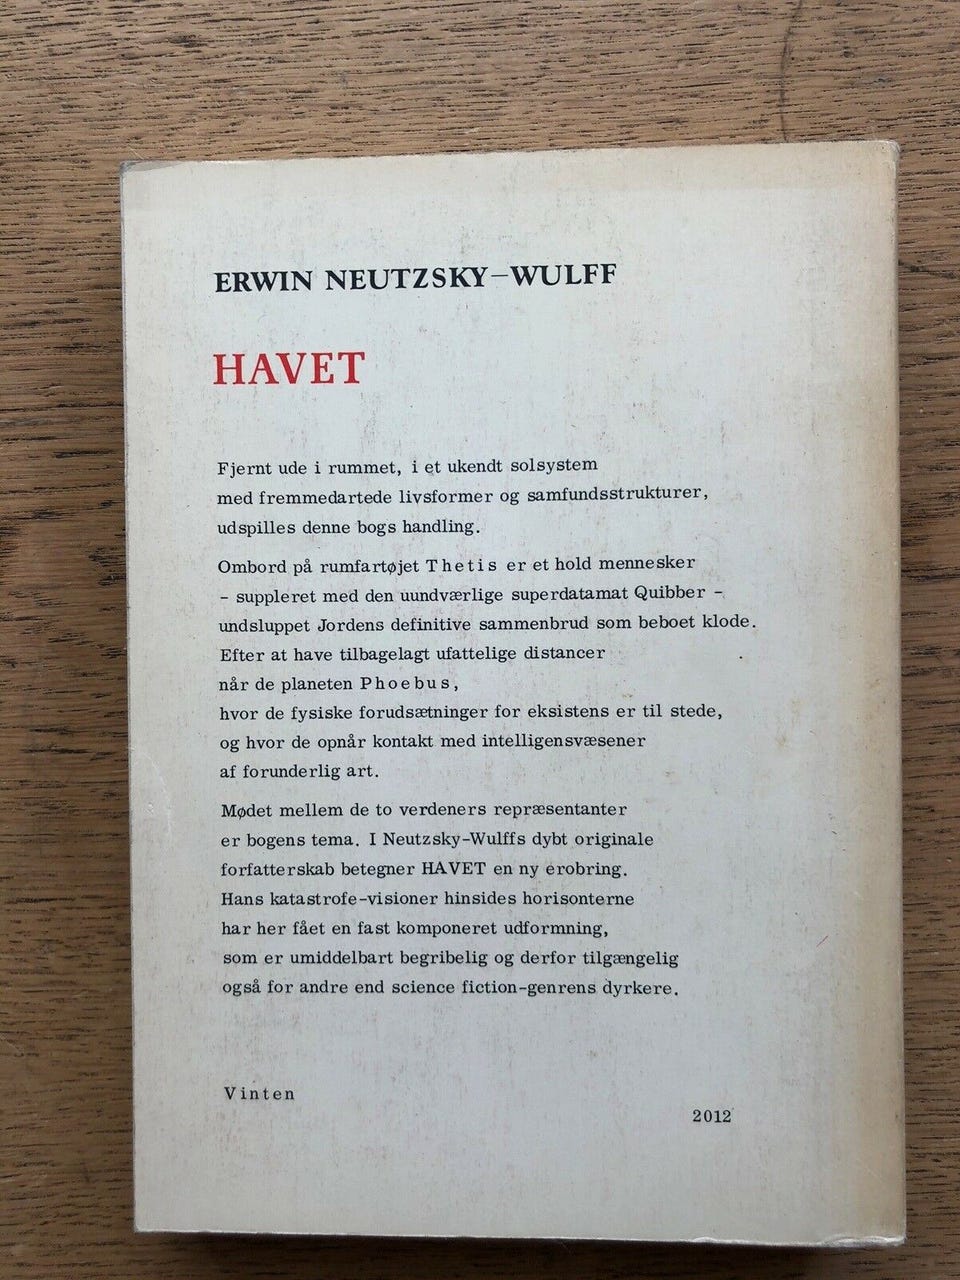 ERWIN NEUTZSKY-WULFF
HAVET
Fjernt ude i rummet, i et ukendt solsystem
med fremmedartede livsformer og samfundsstrukturer,
udspilles denne bogs handling.
Ombord på rumfartøjet Thetis er et hold mennesker
- suppleret med den uundværlige superdatamat Quibber -
undsluppet Jordens definitive sammenbrud som beboet klode.
Efter at have tilbagelagt ufattelige distancer
når de planeten Phoebus,
hvor de fysiske forudsætninger for eksistens er til stede,
og hvor de opnår kontakt med intelligensvæsener
af forunderlig art.
Mødet mellem de to verdeners repræsentanter
er bogens tema. I Neutzsky-Wulffs dybt originale
forfatterskab betegner HAVET en ny erobring.
Hans katastrofe-visioner hinsides horisonterne
har her fået en fast komponeret udformning,
som er umiddelbart begribelig og derfor tilgængelig
også for andre end science fiction-genrens dyrkere.
Vinten
2012